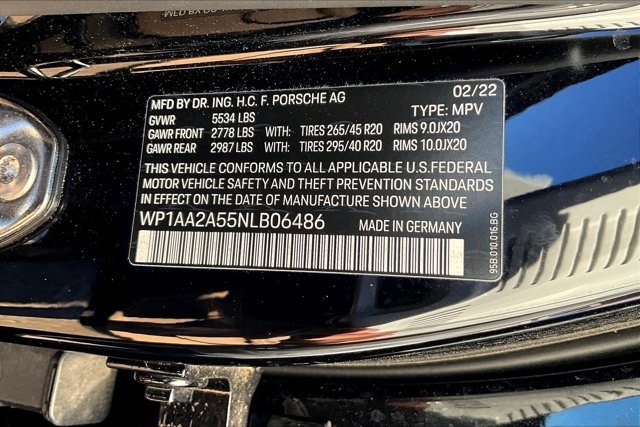 MFD BY DR. ING. H.C. F. PORSCHE AG 02/22
GVWR 5534 LBS TYPE: MPV
GAWR FRONT 2778 LBS WITH: TIRES 265/45 R20 RIMS 9.0JX20
GAWR REAR 2987 LBS WITH: TIRES 295/40 R20 RIMS 10.0JX20
THIS VEHICLE CONFORMS TO ALL APPLICABLE U.S.FEDERAL
MOTOR VEHICLE SAFETY AND THEFT PREVENTION STANDARDS
IN EFFECT ON THE DATE OF MANUFACTURE SHOWN ABOVE
WP1AA2A55NLB06486 MADE IN GERMANY
95B.010.016.BG